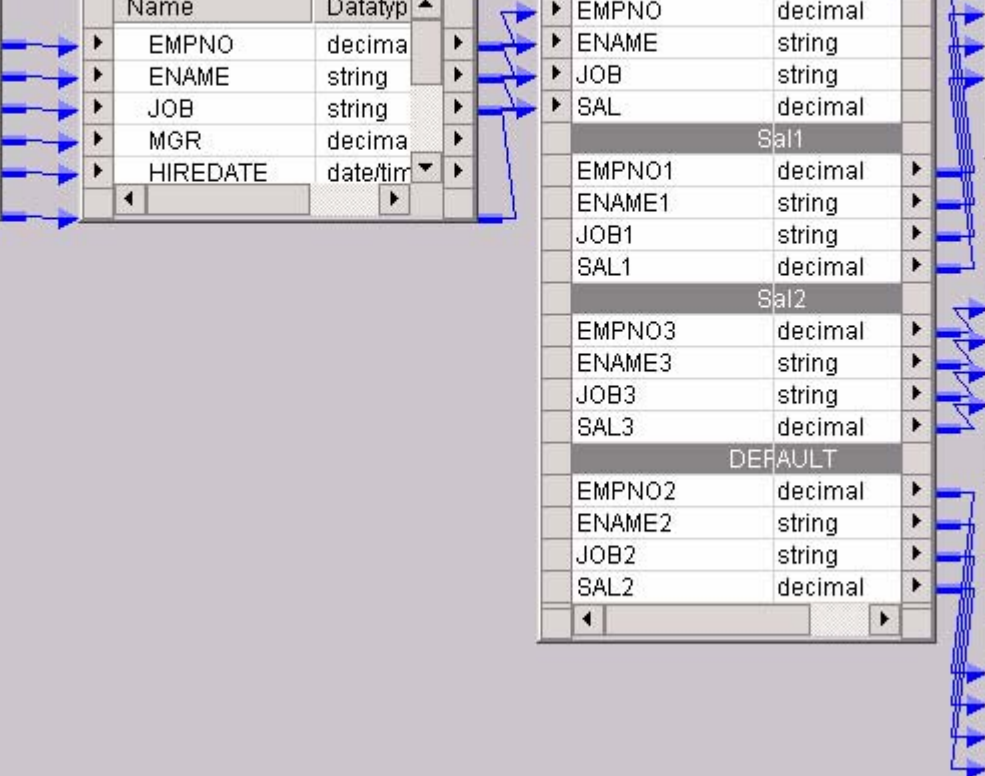 Name Datatyp
EMPNO decima
ENAME string
JOB string
MGR decima
HIREDATE date/tim
EMPNO decimal
ENAME string
JOB string
SAL decimal
Sal1
EMPNO1 decimal
ENAME1 string
JOB1 string
SAL1 decimal
Sal2
EMPNO3 decimal
ENAME3 string
JOB3 string
SAL3 decimal
DEFAULT
EMPNO2 decimal
ENAME2 string
JOB2 string
SAL2 decimal